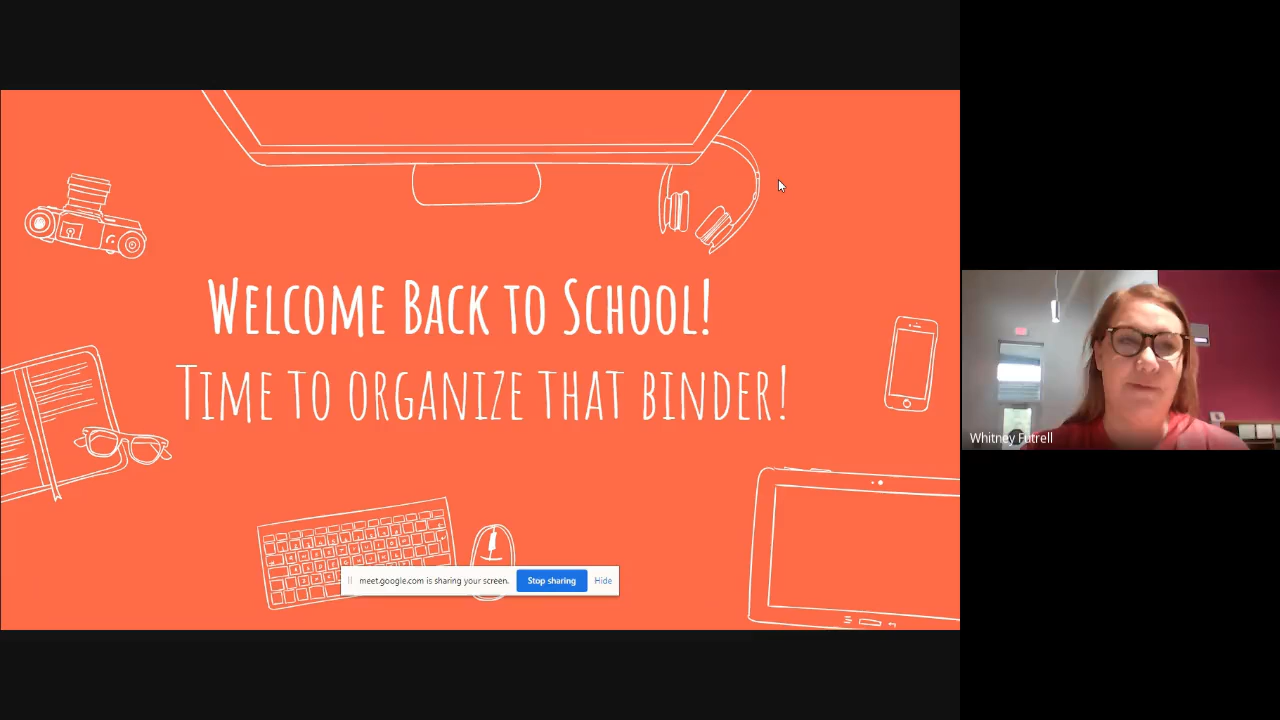 Welcome Back to School!
Time to organize that binder!
Whitney Futrell
meet.google.com is sharing your screen.
Stop sharing
Hide